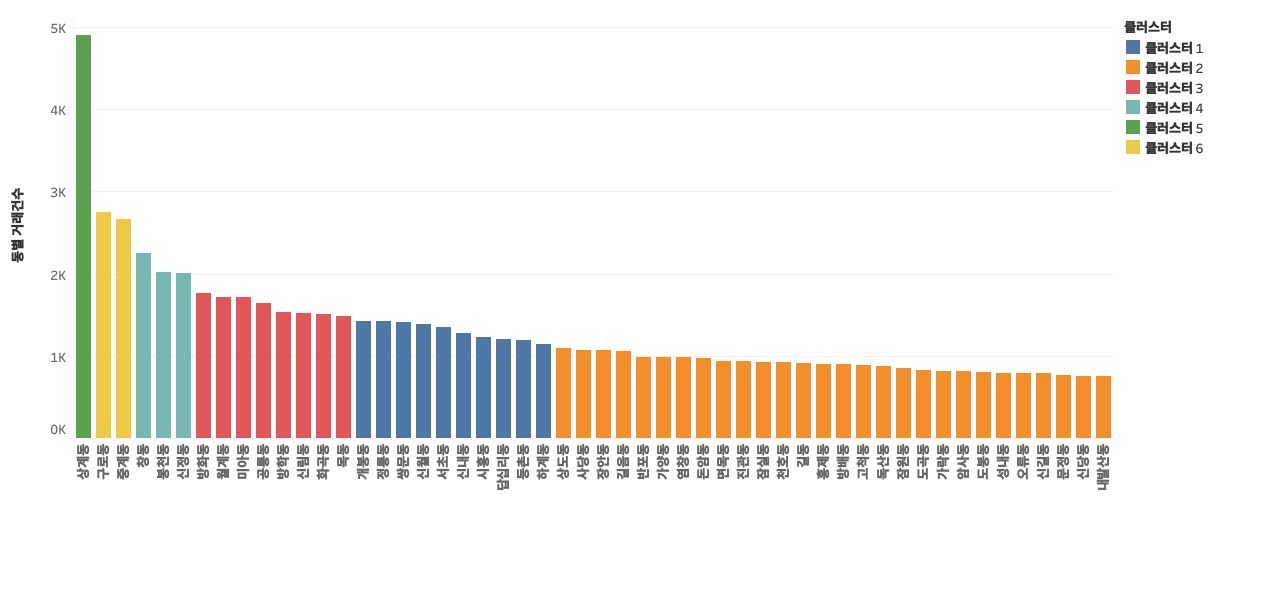 클러스터
클러스터 1
클러스터 2
클러스터 3
클러스터 4
클러스터 5
클러스터 6
동별 거래건수
5K
4K
3K
2K
1K
0K
상계동
구로동
중계동
창동
봉천동
신정동
방화동
월계동
미아동
공릉동
방학동
신림동
화곡동
목동
개봉동
정릉동
쌍문동
신월동
서초동
신내동
시흥동
답십리동
등촌동
하계동
상도동
사당동
장안동
길음동
반포동
가양동
염창동
돈암동
면목동
진관동
잠실동
천호동
길동
홍제동
방배동
고척동
독산동
잠원동
도곡동
가락동
암사동
도봉동
성내동
오류동
신길동
문정동
신당동
내발산동